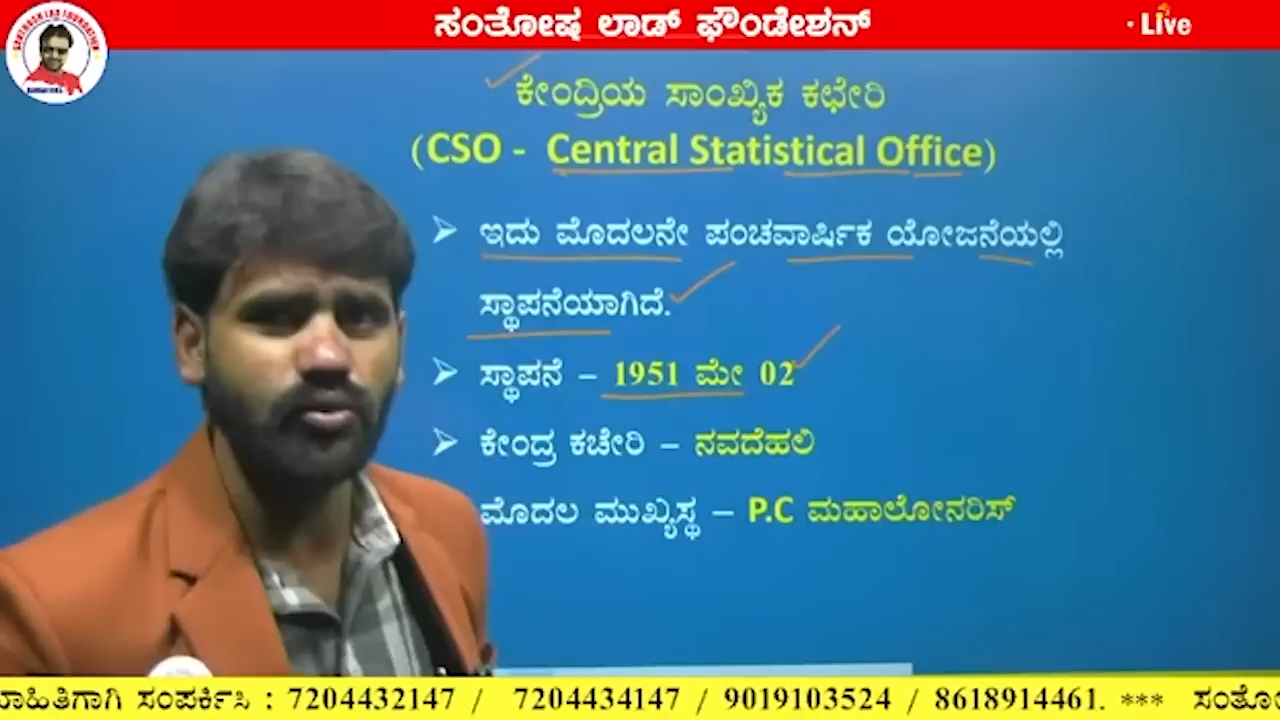 ಸಂತೋಷ ಲಾಡ್ ಫೌಂಡೇಶನ್
Live
ಕೇಂದ್ರಿಯ ಸಾಂಖ್ಯಿಕ ಕಛೇರಿ
(CSO - Central Statistical Office)
➢ ಇದು ಮೊದಲನೇ ಪಂಚವಾರ್ಷಿಕ ಯೋಜನೆಯಲ್ಲಿ
ಸ್ಥಾಪನೆಯಾಗಿದೆ.
➢ ಸ್ಥಾಪನೆ – 1951 ಮೇ 02
➢ ಕೇಂದ್ರ ಕಚೇರಿ – ನವದೆಹಲಿ
ಮೊದಲ ಮುಖ್ಯಸ್ಥ – P.C ಮಹಾಲೋನರಿಸ್
ಸಂಪರ್ಕಿಸಿ : 7204432147 / 7204434147 / 9019103524 / 8618914461. ***